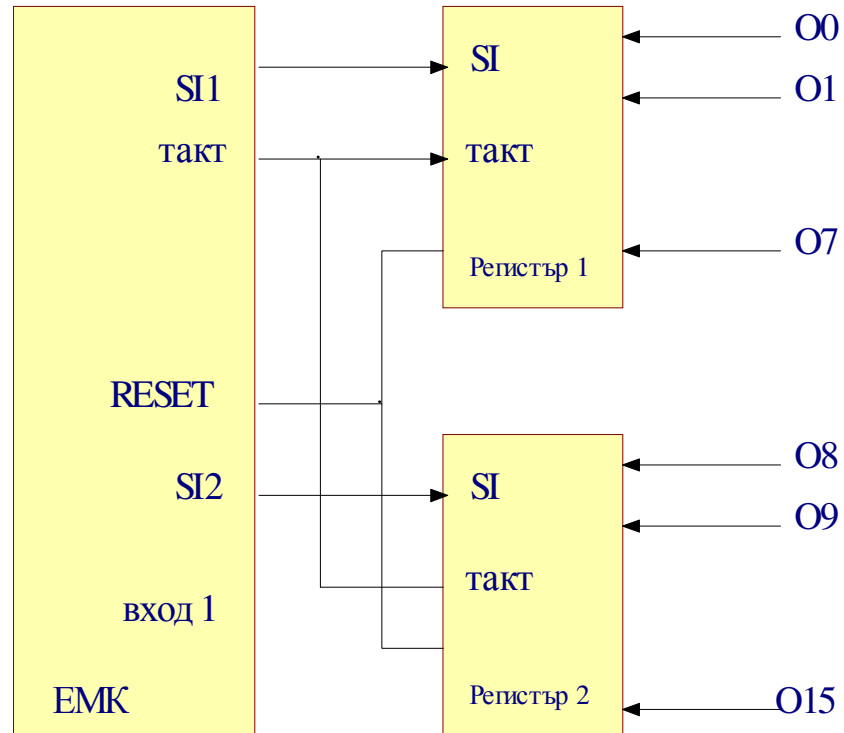 SI1
такт
RESET
SI2
вход 1
ЕМК
SI
такт
Регистър 1
O0
O1
O7
SI
такт
Регистър 2
O8
O9
O15